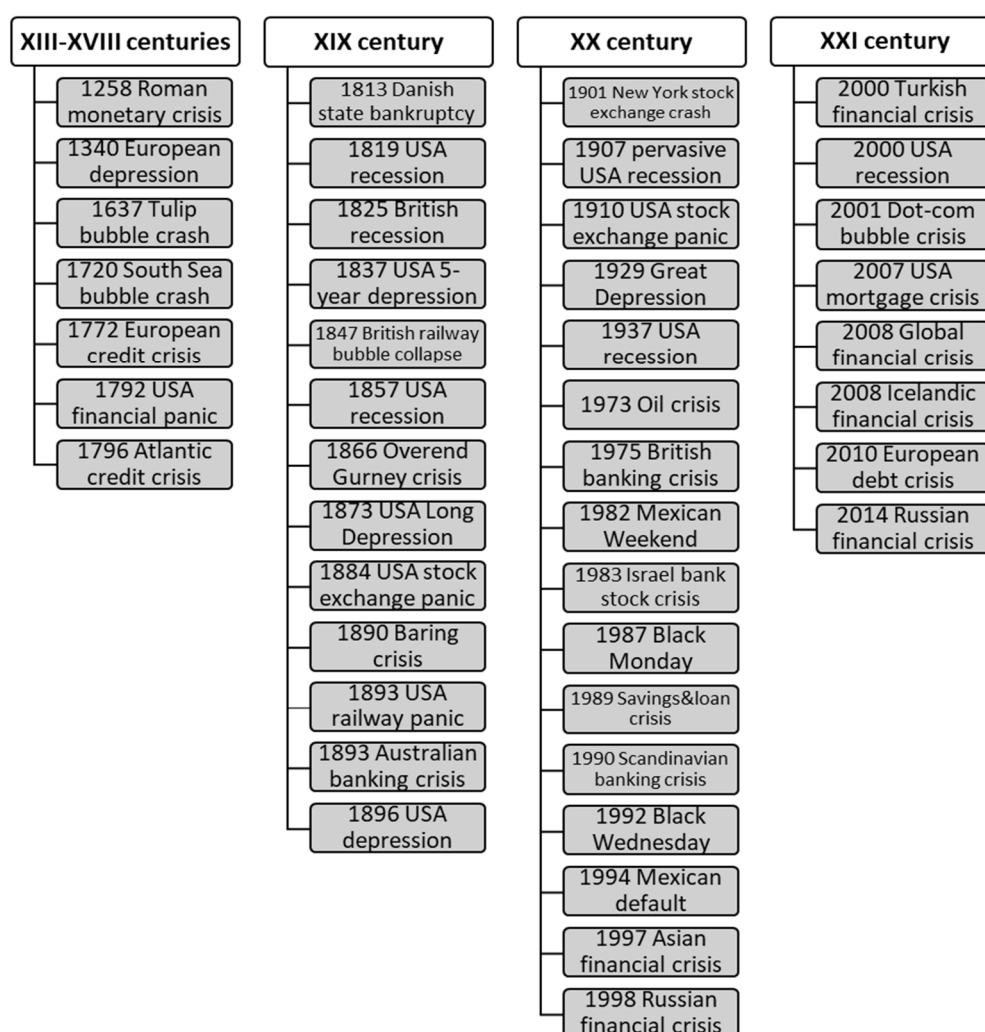 XIII-XVIII centuries
1258 Roman
monetary crisis
1340 European
depression
1637 Tulip
bubble crash
1720 South Sea
bubble crash
1772 European
credit crisis
1792 USA
financial panic
1796 Atlantic
credit crisis
XIX century
1813 Danish
state bankruptcy
1819 USA
recession
1825 British
recession
1837 USA 5-
year depression
1847 British railway
bubble collapse
1857 USA
recession
1866 Overend
Gurney crisis
1873 USA Long
Depression
1884 USA stock
exchange panic
1890 Baring
crisis
1893 USA
railway panic
1893 Australian
banking crisis
1896 USA
depression
XX century
1901 New York stock
exchange crash
1907 pervasive
USA recession
1910 USA stock
exchange panic
1929 Great
Depression
1937 USA
recession
1973 Oil crisis
1975 British
banking crisis
1982 Mexican
Weekend
1983 Israel bank
stock crisis
1987 Black
Monday
1989 Savings&loan
crisis
1990 Scandinavian
banking crisis
1992 Black
Wednesday
1994 Mexican
default
1997 Asian
financial crisis
1998 Russian
financial crisis
XXI century
2000 Turkish
financial crisis
2000 USA
recession
2001 Dot-com
bubble crisis
2007 USA
mortgage crisis
2008 Global
financial crisis
2008 Icelandic
financial crisis
2010 European
debt crisis
2014 Russian
financial crisis